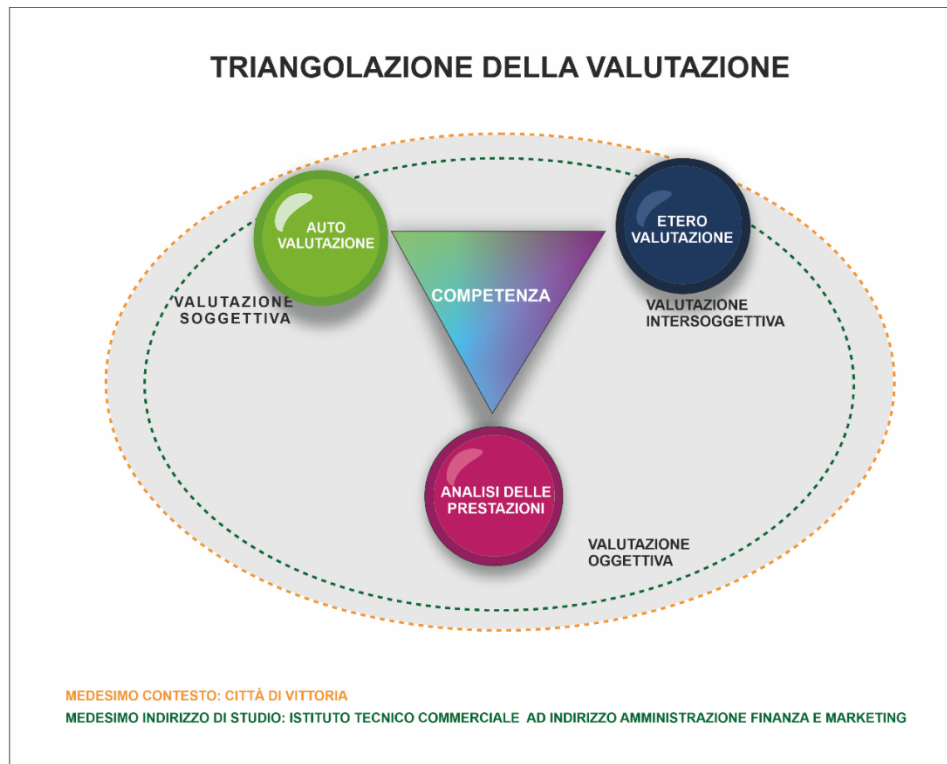 TRIANGOLAZIONE DELLA VALUTAZIONE
AUTO
VALUTAZIONE
ETERO
VALUTAZIONE
COMPETENZA
VALUTAZIONE
SOGGETTIVA
VALUTAZIONE
INTERSOGGETTIVA
ANALISI DELLE
PRESTAZIONI
VALUTAZIONE
OGGETTIVA
MEDESIMO CONTESTO: CITTÀ DI VITTORIA
MEDESIMO INDIRIZZO DI STUDIO: ISTITUTO TECNICO COMMERCIALE AD INDIRIZZO AMMINISTRAZIONE FINANZA E MARKETING